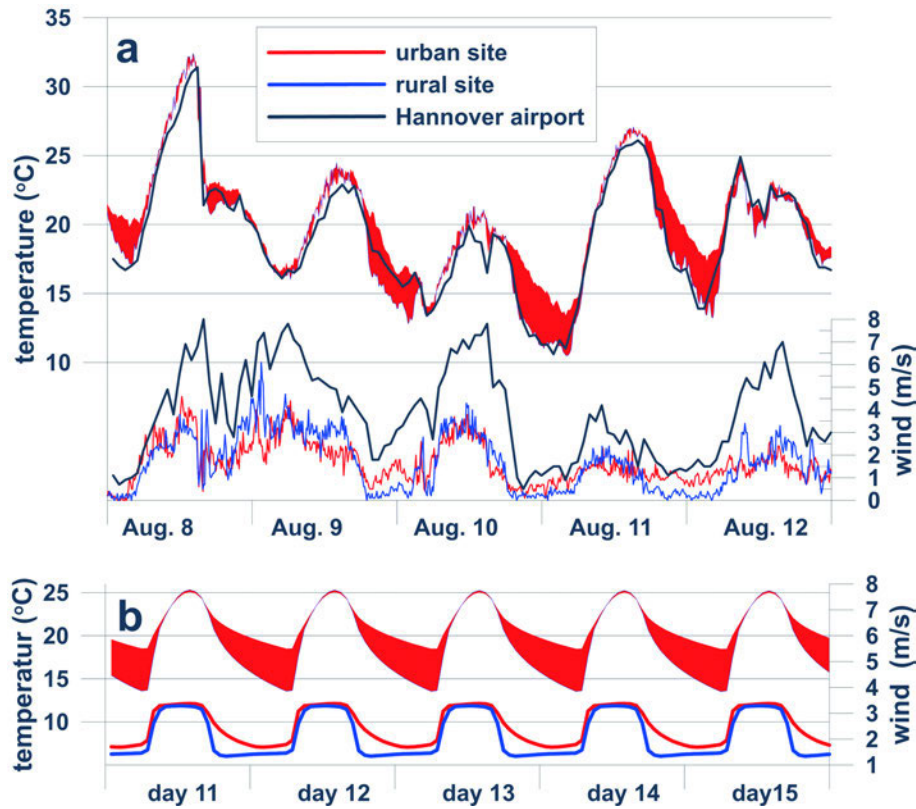 35
30
25
20
15
10
temperature (°C)
a
urban site
rural site
Hannover airport
8
7
6
5
4
3
2
1
0
wind (m/s)
Aug. 8
Aug. 9
Aug. 10
Aug. 11
Aug. 12
25
20
15
10
temperatur (°C)
b
8
7
6
5
4
3
2
1
wind (m/s)
day 11
day 12
day 13
day 14
day15